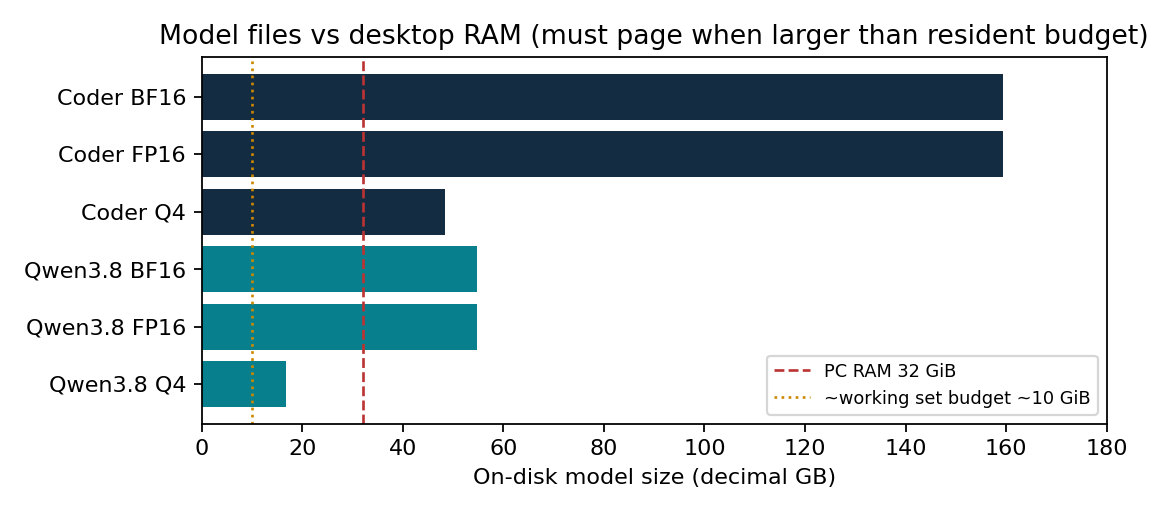 Model files vs desktop RAM (must page when larger than resident budget)
Coder BF16
Coder FP16
Coder Q4
Qwen3.8 BF16
Qwen3.8 FP16
Qwen3.8 Q4
PC RAM 32 GiB
~working set budget ~10 GiB
0 20 40 60 80 100 120 140 160 180
On-disk model size (decimal GB)